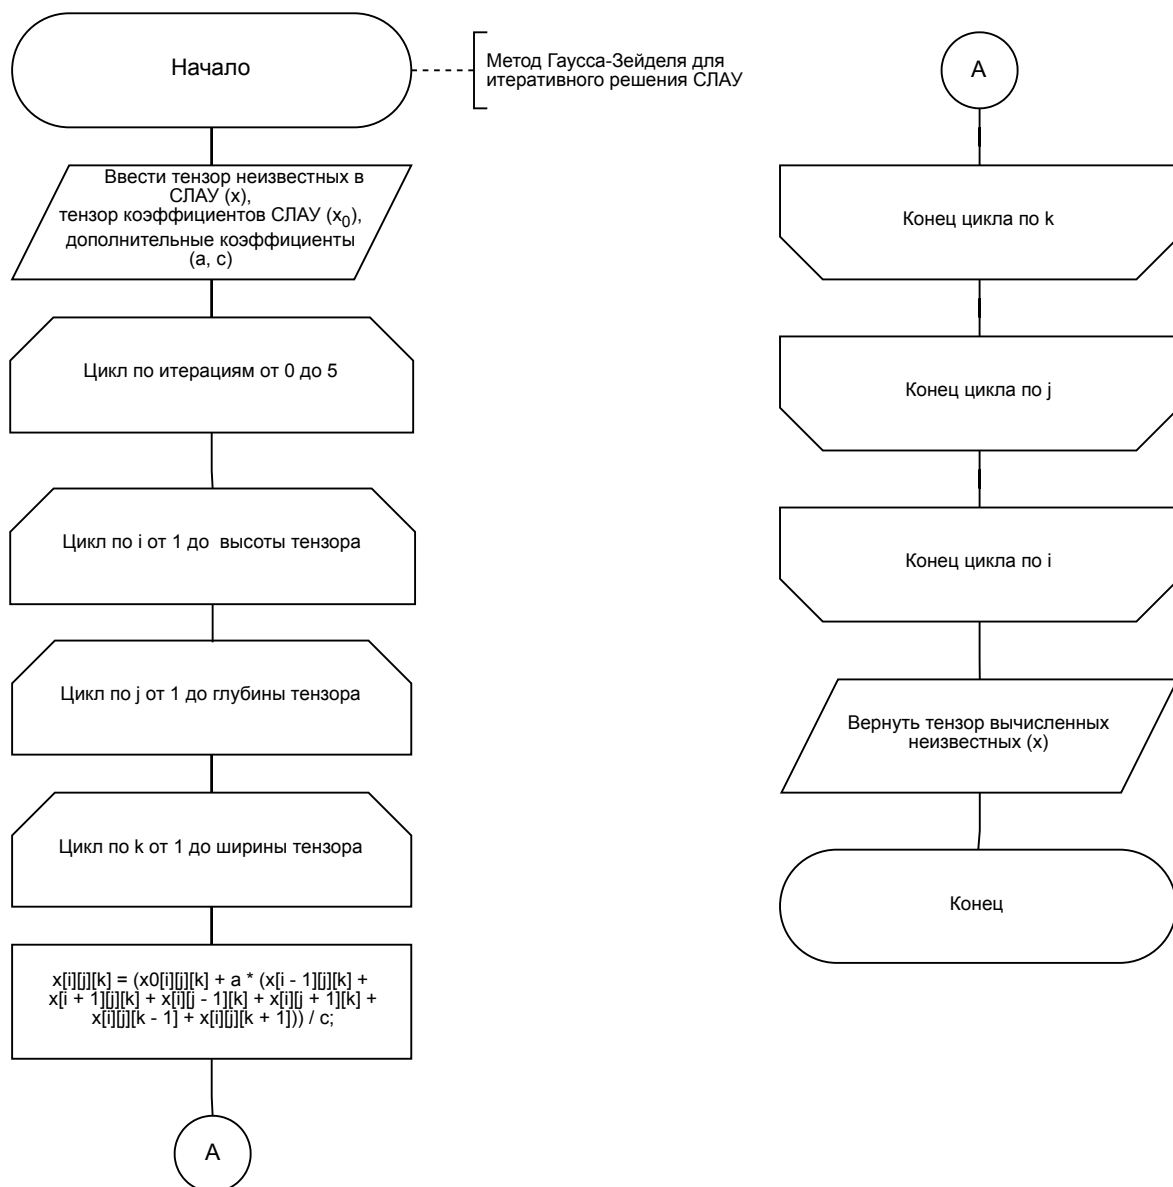 Начало
Метод Гаусса-Зейделя для
итеративного решения СЛАУ
Ввести тензор неизвестных в
СЛАУ (x),
тензор коэффициентов СЛАУ (x₀),
дополнительные коэффициенты
(a, c)
Цикл по итерациям от 0 до 5
Цикл по i от 1 до высоты тензора
Цикл по j от 1 до глубины тензора
Цикл по k от 1 до ширины тензора
x[i][j][k] = (x0[i][j][k] + a * (x[i - 1][j][k] +
x[i + 1][j][k] + x[i][j - 1][k] + x[i][j + 1][k] +
x[i][j][k - 1] + x[i][j][k + 1])) / c;
А
А
Конец цикла по k
Конец цикла по j
Конец цикла по i
Вернуть тензор вычисленных
неизвестных (x)
Конец